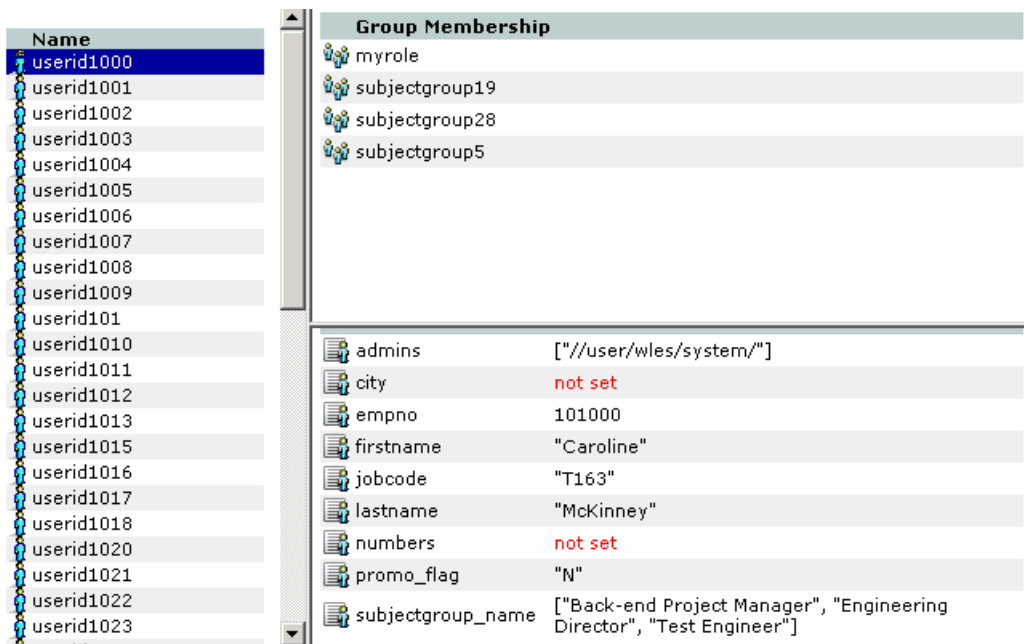 Name
userid1000
userid1001
userid1002
userid1003
userid1004
userid1005
userid1006
userid1007
userid1008
userid1009
userid101
userid1010
userid1011
userid1012
userid1013
userid1015
userid1016
userid1017
userid1018
userid1020
userid1021
userid1022
userid1023
Group Membership
myrole
subjectgroup19
subjectgroup28
subjectgroup5
admins ["//user/wles/system/"]
city not set
empno 101000
firstname "Caroline"
jobcode "T163"
lastname "McKinney"
numbers not set
promo_flag "N"
subjectgroup_name ["Back-end Project Manager", "Engineering
Director", "Test Engineer"]